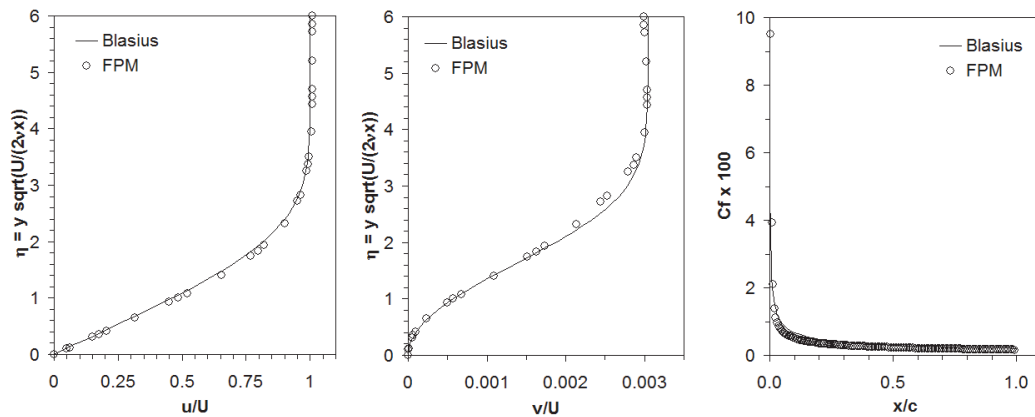 6
5
4
3
2
1
0
η = y sqrt(U/(2νx))
Blasius
FPM
0
0.25
0.5
0.75
1
u/U
6
5
4
3
2
1
0
η = y sqrt(U/(2νx))
Blasius
FPM
0
0.001
0.002
0.003
v/U
10
8
6
4
2
0
Cf x 100
Blasius
FPM
0.0
0.5
1.0
x/c